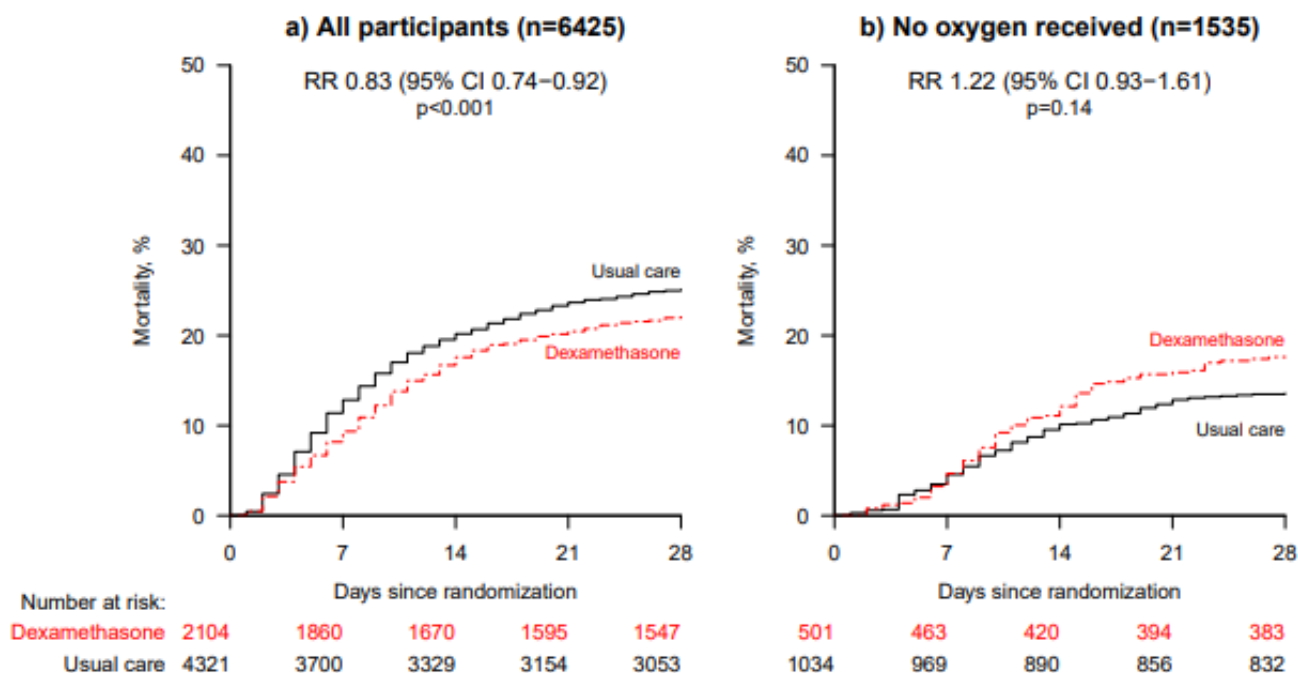 a) All participants (n=6425)
RR 0.83 (95% CI 0.74−0.92)
p<0.001
50
40
30
20
10
0
Mortality, %
Usual care
Dexamethasone
0 7 14 21 28
Days since randomization
b) No oxygen received (n=1535)
RR 1.22 (95% CI 0.93−1.61)
p=0.14
50
40
30
20
10
0
Mortality, %
Dexamethasone
Usual care
0 7 14 21 28
Days since randomization
Number at risk:
Dexamethasone 2104 1860 1670 1595 1547 501 463 420 394 383
Usual care 4321 3700 3329 3154 3053 1034 969 890 856 832